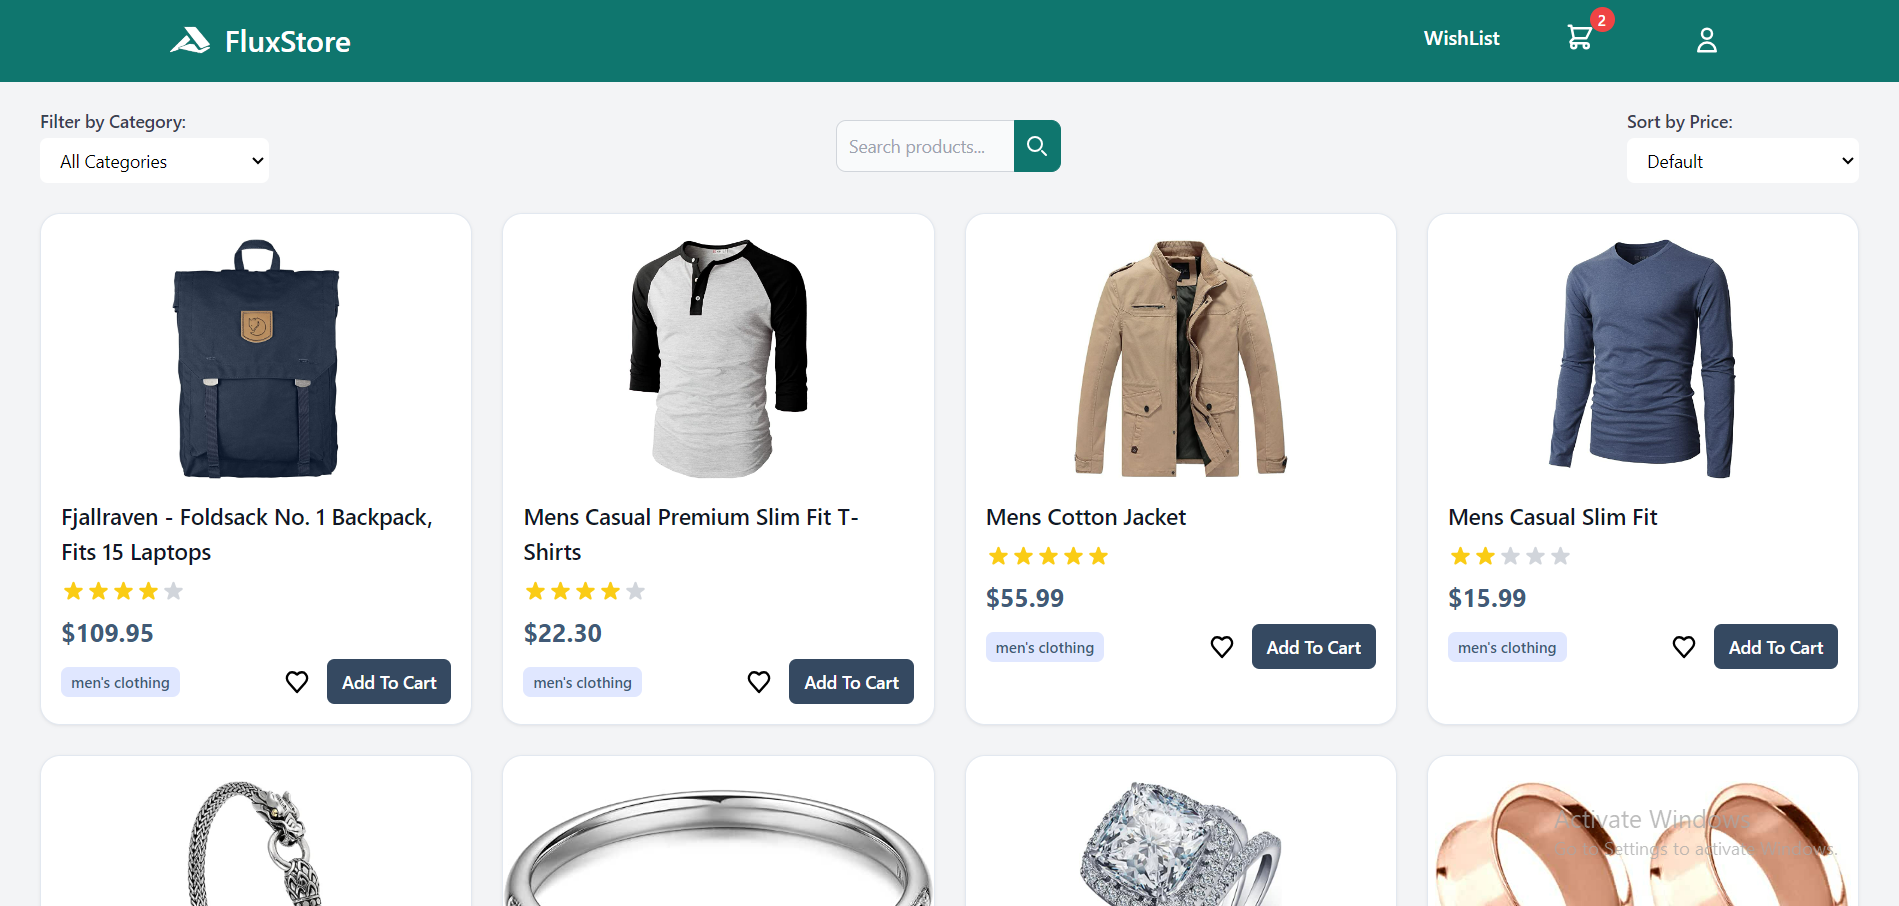 FluxStore
WishList
2
Filter by Category:
All Categories
Search products...
Sort by Price:
Default
Fjallraven - Foldsack No. 1 Backpack,
Fits 15 Laptops
$109.95
men's clothing
Add To Cart
Mens Casual Premium Slim Fit T-
Shirts
$22.30
men's clothing
Add To Cart
Mens Cotton Jacket
$55.99
men's clothing
Add To Cart
Mens Casual Slim Fit
$15.99
men's clothing
Add To Cart
Activate Windows
Go to Settings to activate Windows.